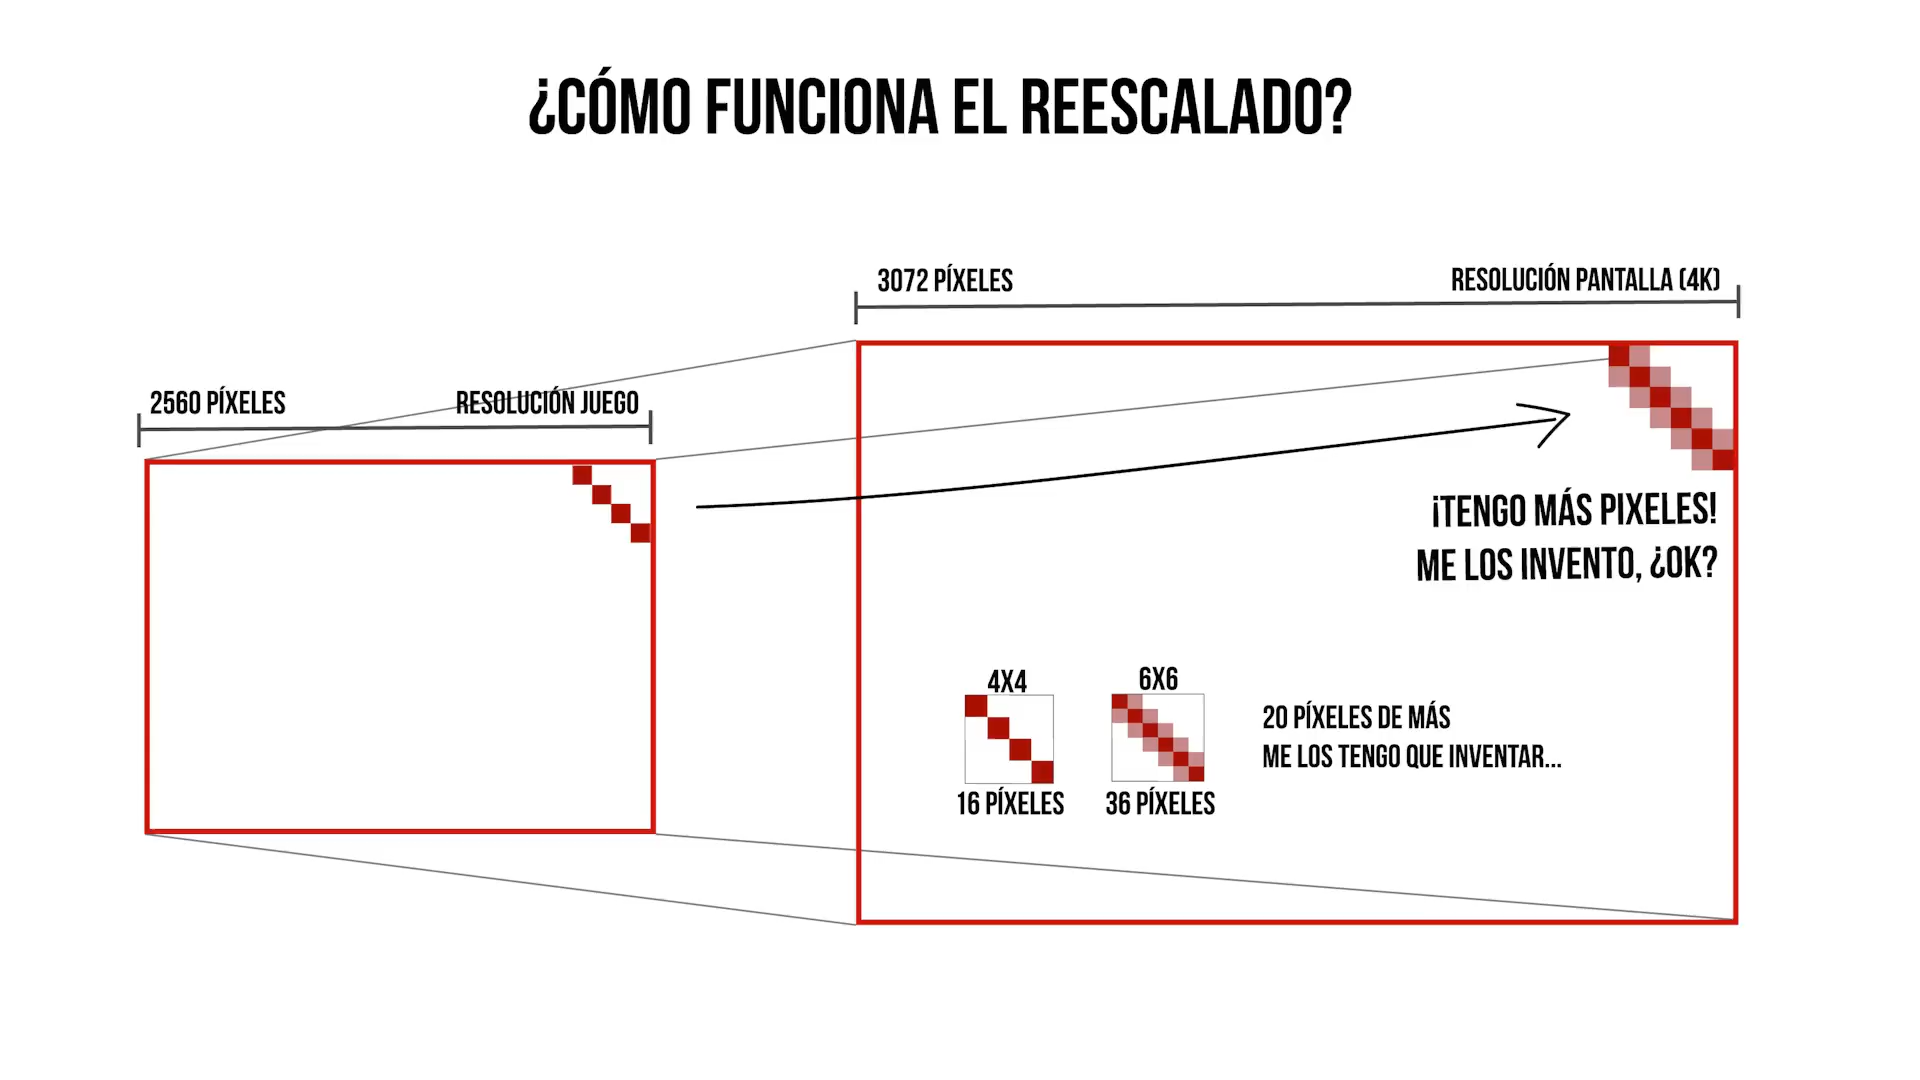 ¿CÓMO FUNCIONA EL REESCALADO?
3072 PÍXELES
RESOLUCIÓN PANTALLA (4K)
2560 PÍXELES
RESOLUCIÓN JUEGO
¡TENGO MÁS PIXELES!
ME LOS INVENTO, ¿OK?
4X4
6X6
20 PÍXELES DE MÁS
ME LOS TENGO QUE INVENTAR...
16 PÍXELES
36 PÍXELES